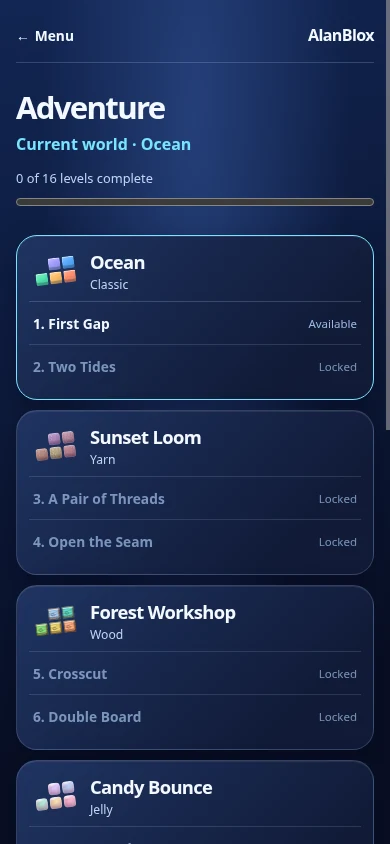 ← Menu
AlanBlox
Adventure
Current world · Ocean
0 of 16 levels complete
Ocean
Classic
1. First Gap
Available
2. Two Tides
Locked
Sunset Loom
Yarn
3. A Pair of Threads
Locked
4. Open the Seam
Locked
Forest Workshop
Wood
5. Crosscut
Locked
6. Double Board
Locked
Candy Bounce
Jelly